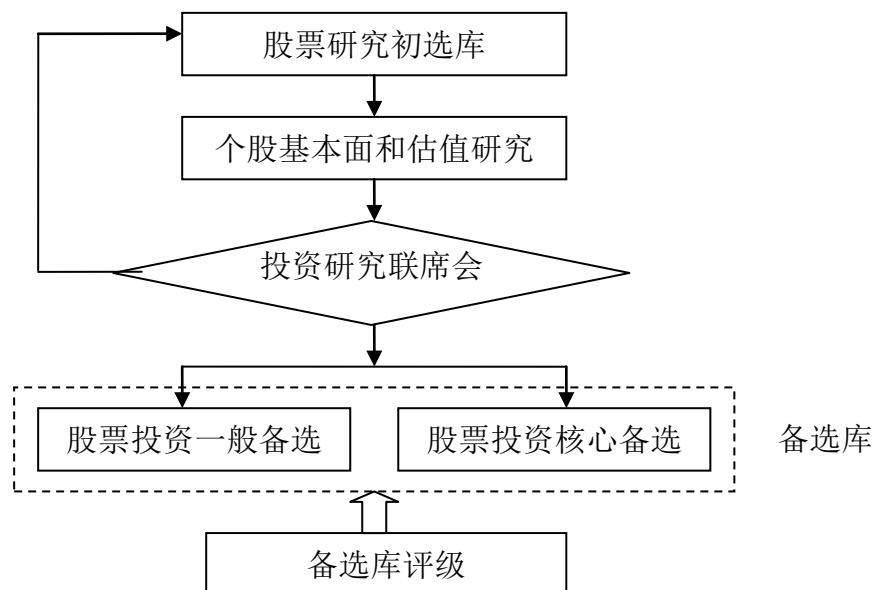 股票研究初选库
个股基本面和估值研究
投资研究联席会
股票投资一般备选
股票投资核心备选
备选库
备选库评级